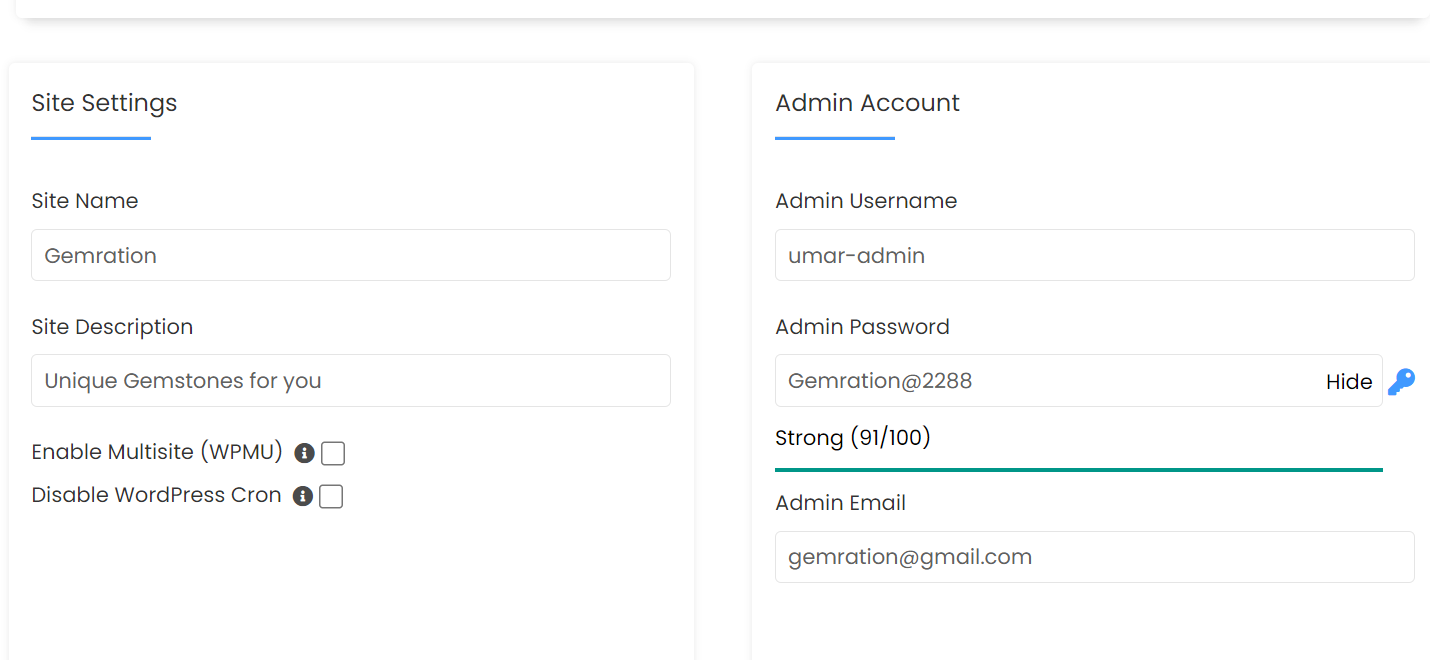 Site Settings
Site Name
Gemration
Site Description
Unique Gemstones for you
Enable Multisite (WPMU)
Disable WordPress Cron
Admin Account
Admin Username
umar-admin
Admin Password
Gemration@2288 Hide
Strong (91/100)
Admin Email
gemration@gmail.com